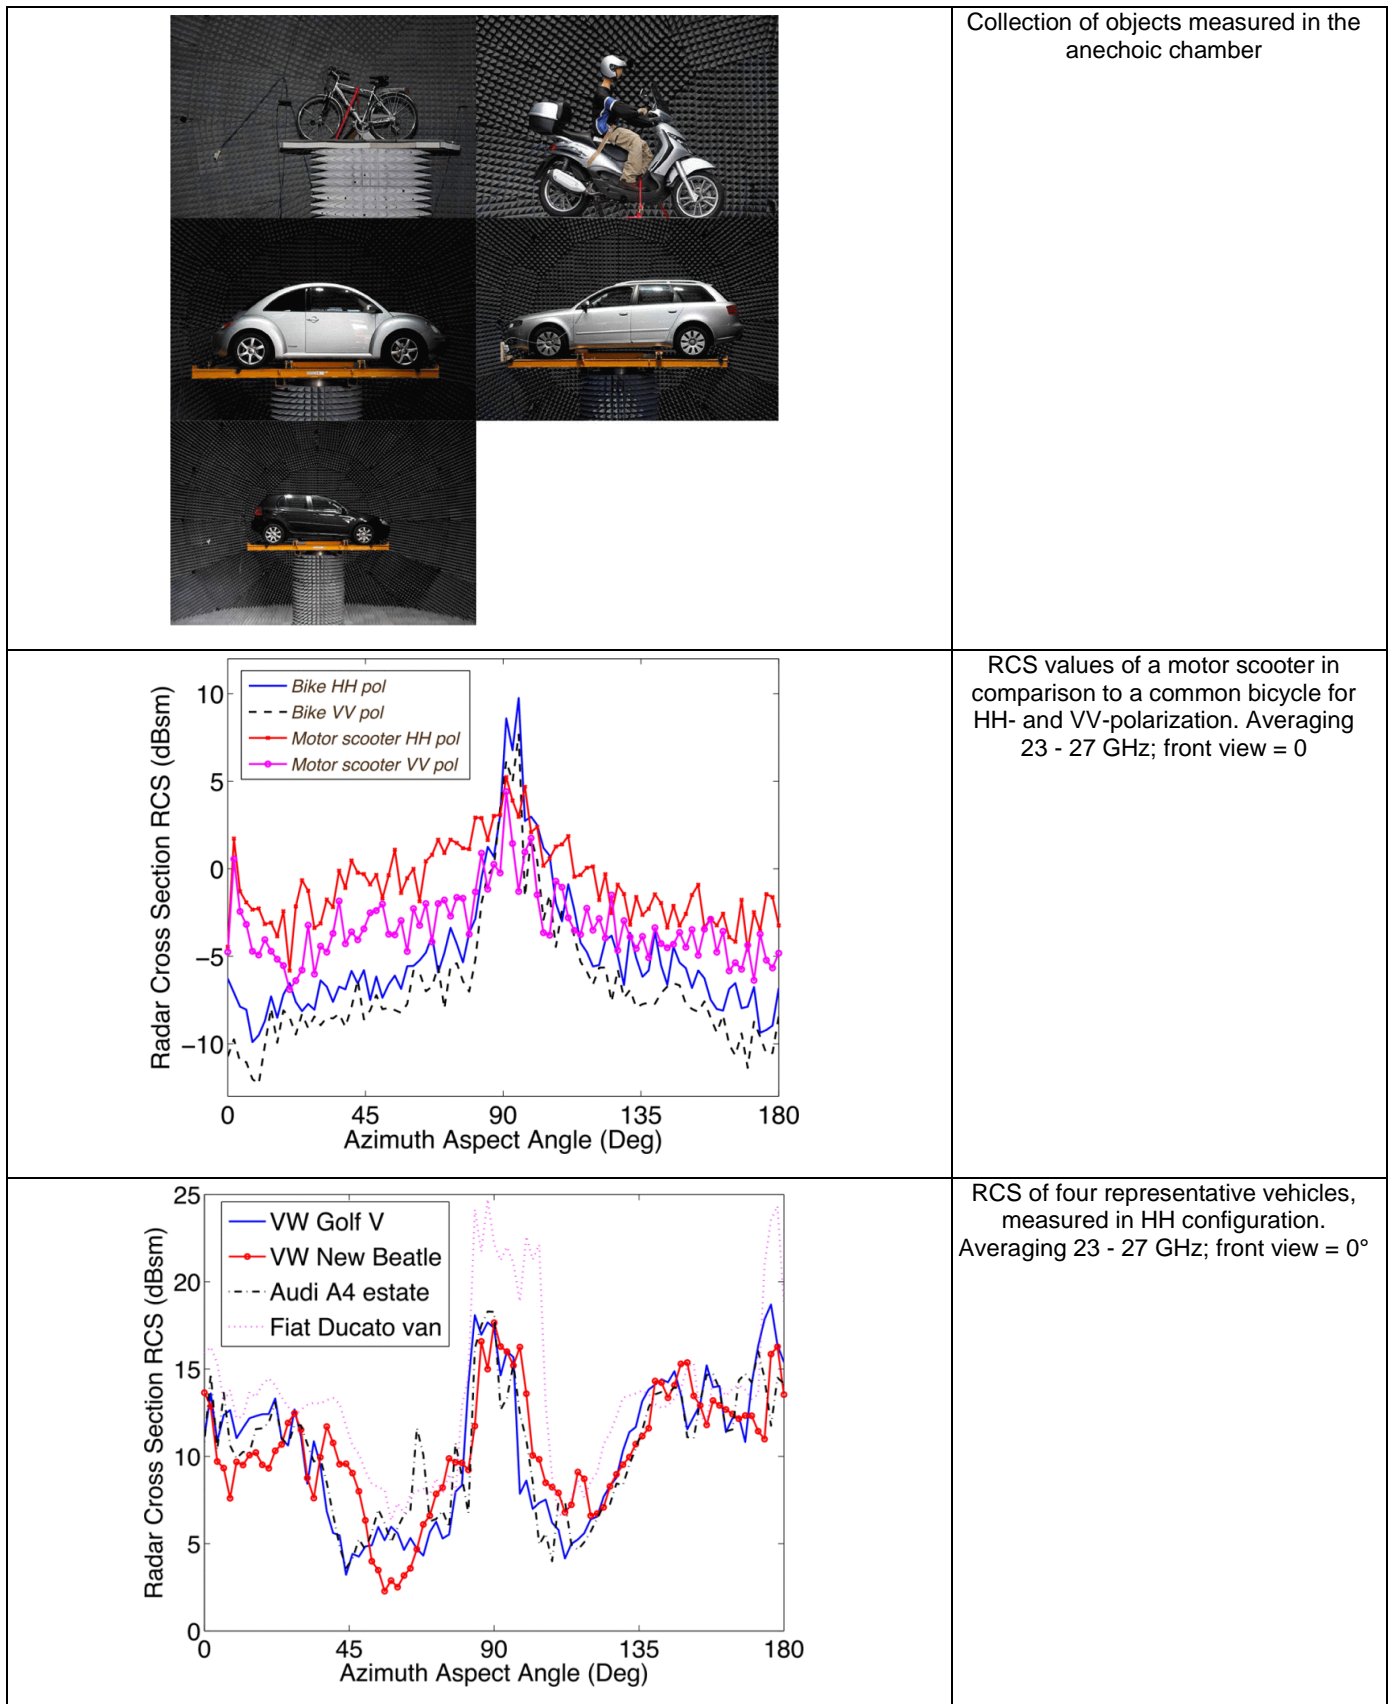 Collection of objects measured in the
anechoic chamber
Radar Cross Section RCS (dBsm)
10
5
0
−5
−10
Bike HH pol
Bike VV pol
Motor scooter HH pol
Motor scooter VV pol
0
45
90
135
180
Azimuth Aspect Angle (Deg)
RCS values of a motor scooter in
comparison to a common bicycle for
HH- and VV-polarization. Averaging
23 - 27 GHz; front view = 0
Radar Cross Section RCS (dBsm)
25
20
15
10
5
0
VW Golf V
VW New Beatle
Audi A4 estate
Fiat Ducato van
0
45
90
135
180
Azimuth Aspect Angle (Deg)
RCS of four representative vehicles,
measured in HH configuration.
Averaging 23 - 27 GHz; front view = 0°